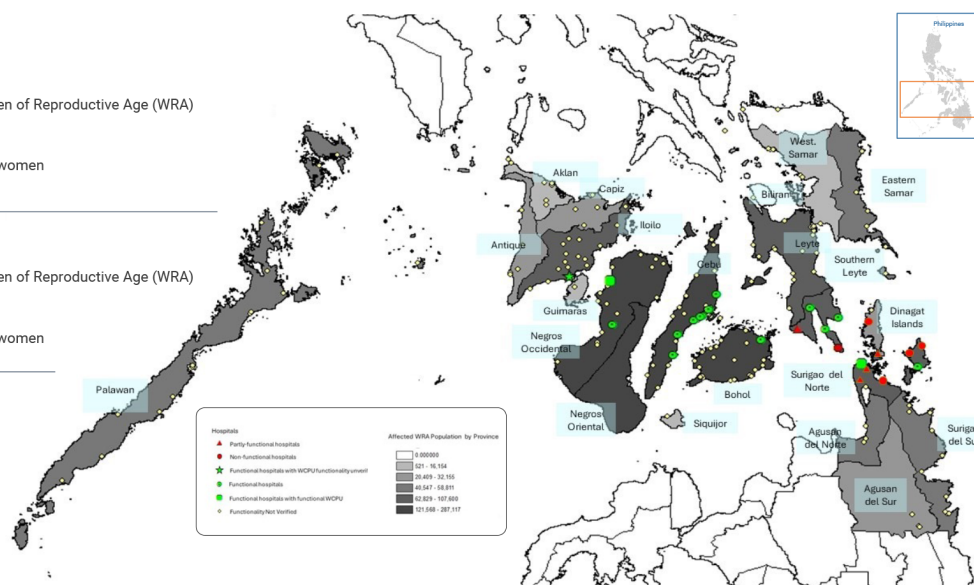 Philippines
en of Reproductive Age (WRA)
women
en of Reproductive Age (WRA)
women
West.
Samar
Aklan
Capiz
Eastern
Samar
Biliran
Iloilo
Antique
Leyte
Southern
Leyte
Cebu
Guimaras
Dinagat
Islands
Negros
Occidental
Palawan
Surigao del
Norte
Bohol
Negros
Oriental
Siquijor
Agusan
del Norte
Suriga
del Su
Agusan
del Sur
Hospitals
Partly-functional hospitals
Non-functional hospitals
Functional hospitals with WCPU functionality unverif
Functional hospitals
Functional hospitals with functional WCPU
Functionality Not Verified
Affected WRA Population by Province
0.000000
521 - 16,154
20,409 - 32,155
40,547 - 58,811
62,829 - 107,600
121,568 - 287,117